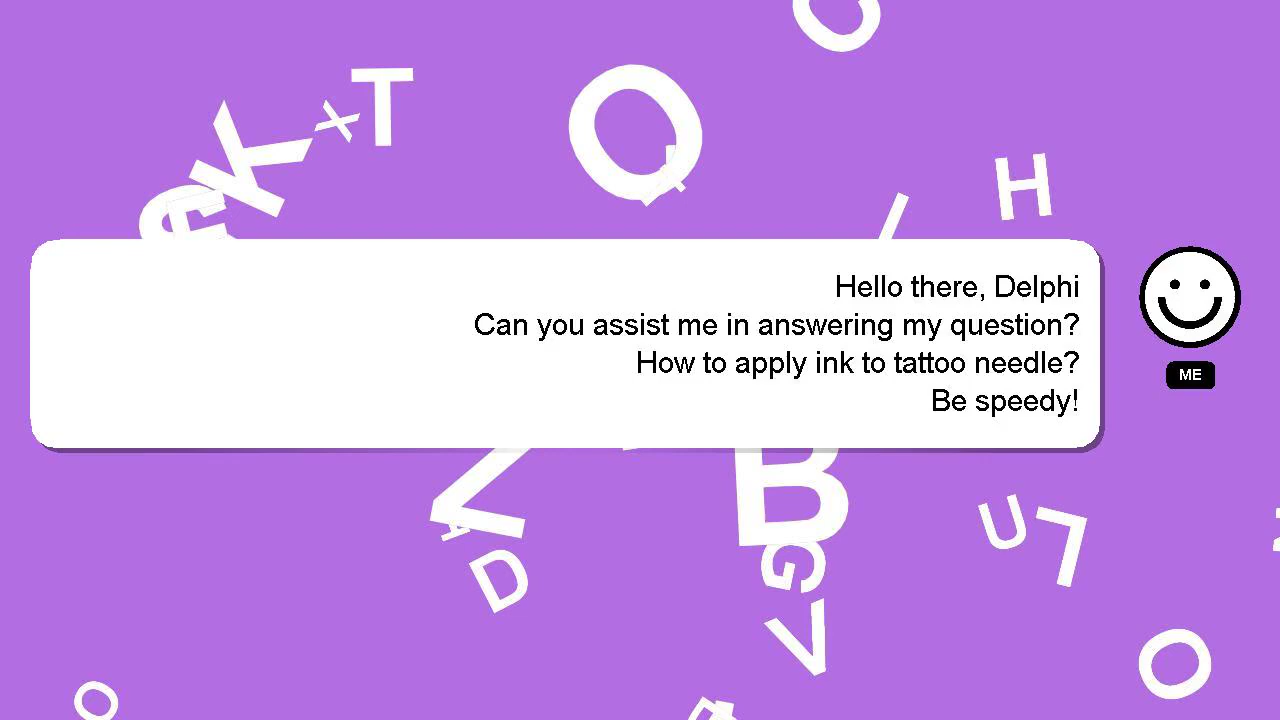 Hello there, Delphi
Can you assist me in answering my question?
How to apply ink to tattoo needle?
Be speedy!
ME